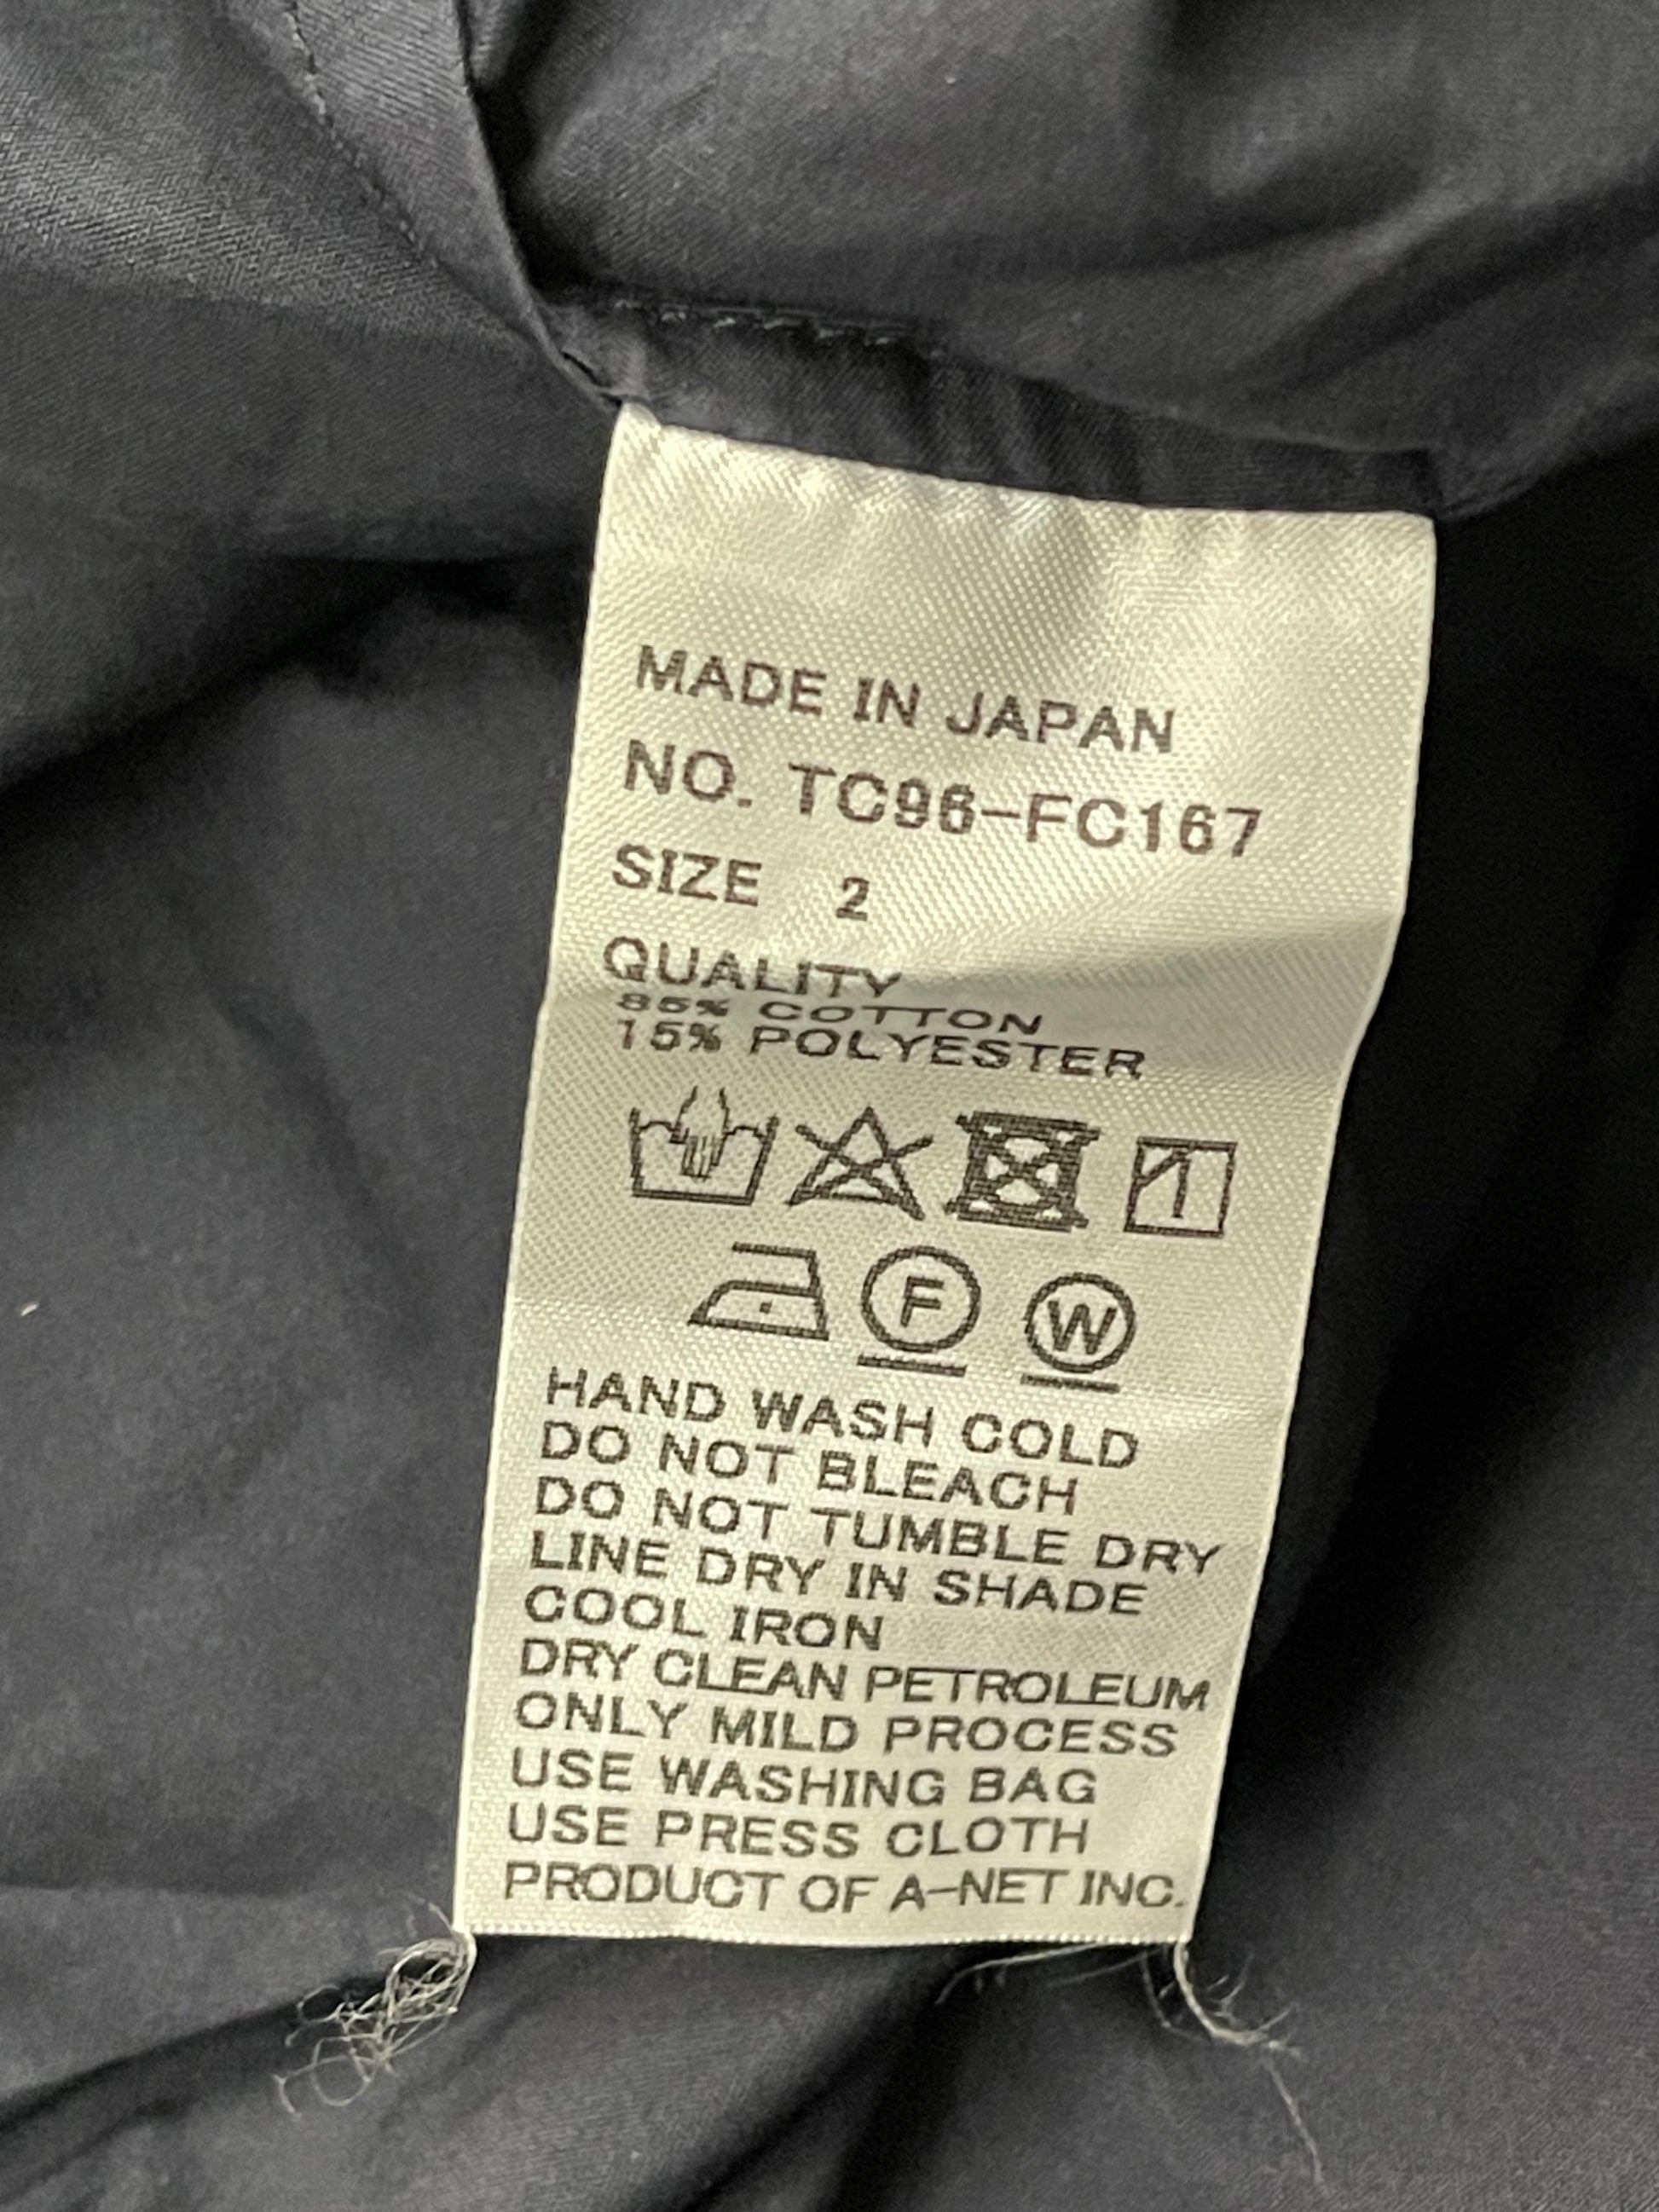 MADE IN JAPAN
NO. TC96-FC167
SIZE 2
QUALITY
85% COTTON
15% POLYESTER
F W
HAND WASH COLD
DO NOT BLEACH
DO NOT TUMBLE DRY
LINE DRY IN SHADE
COOL IRON
DRY CLEAN PETROLEUM
ONLY MILD PROCESS
USE WASHING BAG
USE PRESS CLOTH
PRODUCT OF A-NET INC.